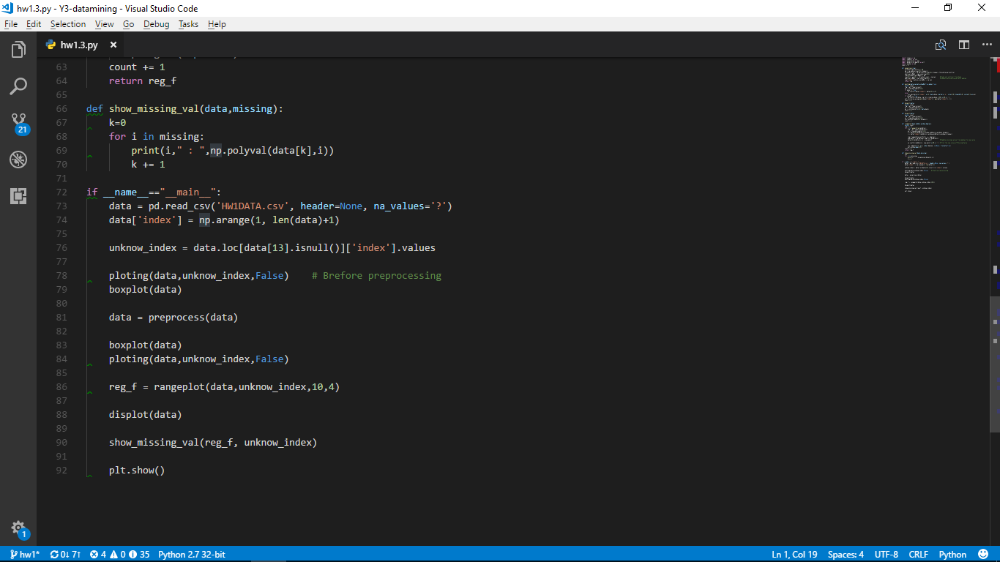 hw1.3.py - Y3-datamining - Visual Studio Code
File Edit Selection View Go Debug Tasks Help
hw1.3.py
63 count += 1
64 return reg_f
65
66 def show_missing_val(data,missing):
67 k=0
68 for i in missing:
69 print(i," : ",np.polyval(data[k],i))
70 k += 1
71
72 if __name__=="__main__":
73 data = pd.read_csv('HW1DATA.csv', header=None, na_values='?')
74 data['index'] = np.arange(1, len(data)+1)
75
76 unknow_index = data.loc[data[13].isnull()]['index'].values
77
78 ploting(data,unknow_index,False) # Brefore preprocessing
79 boxplot(data)
80
81 data = preprocess(data)
82
83 boxplot(data)
84 ploting(data,unknow_index,False)
85
86 reg_f = rangeplot(data,unknow_index,10,4)
87
88 displot(data)
89
90 show_missing_val(reg_f, unknow_index)
91
92 plt.show()
21
1
hw1* 0↓ 7↑ 4 0 35 Python 2.7 32-bit Ln 1, Col 19 Spaces: 4 UTF-8 CRLF Python